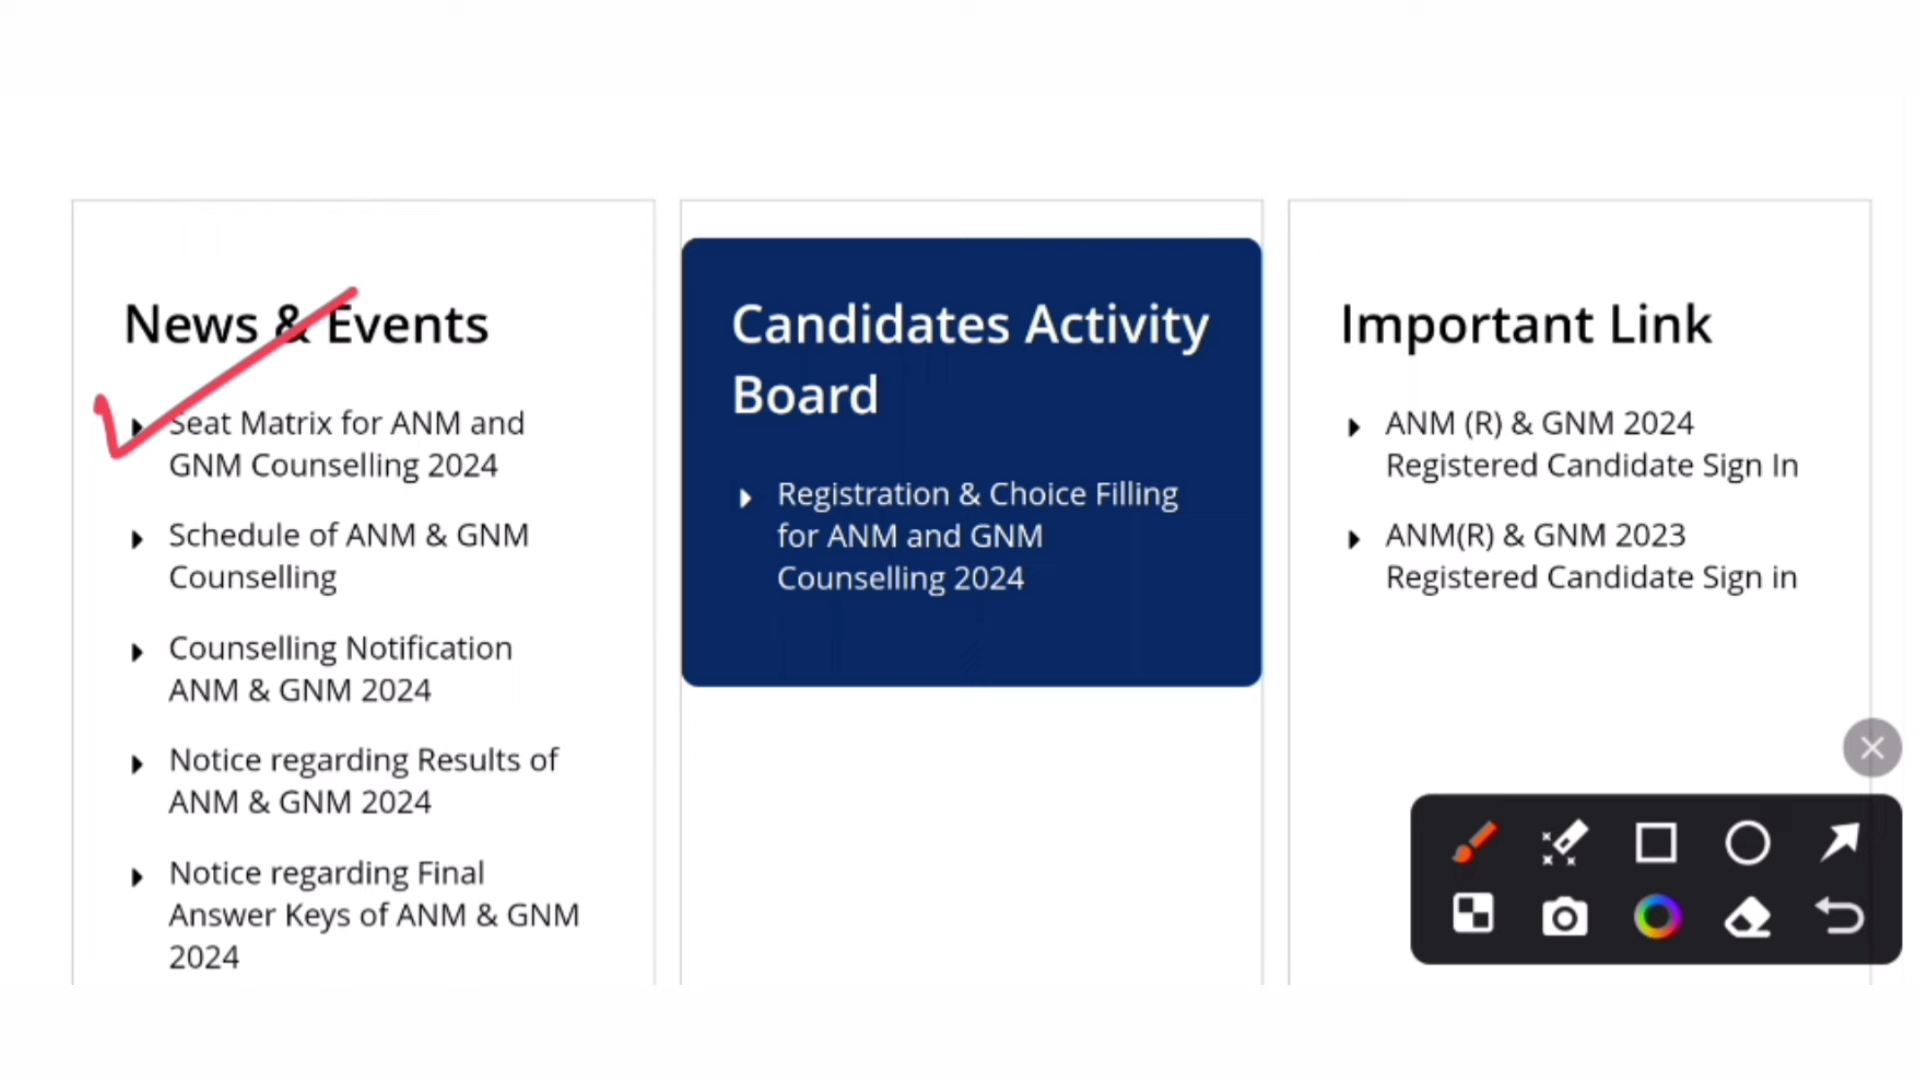 News & Events
Seat Matrix for ANM and
GNM Counselling 2024
Schedule of ANM & GNM
Counselling
Counselling Notification
ANM & GNM 2024
Notice regarding Results of
ANM & GNM 2024
Notice regarding Final
Answer Keys of ANM & GNM
2024
Candidates Activity
Board
Registration & Choice Filling
for ANM and GNM
Counselling 2024
Important Link
ANM (R) & GNM 2024
Registered Candidate Sign In
ANM(R) & GNM 2023
Registered Candidate Sign in